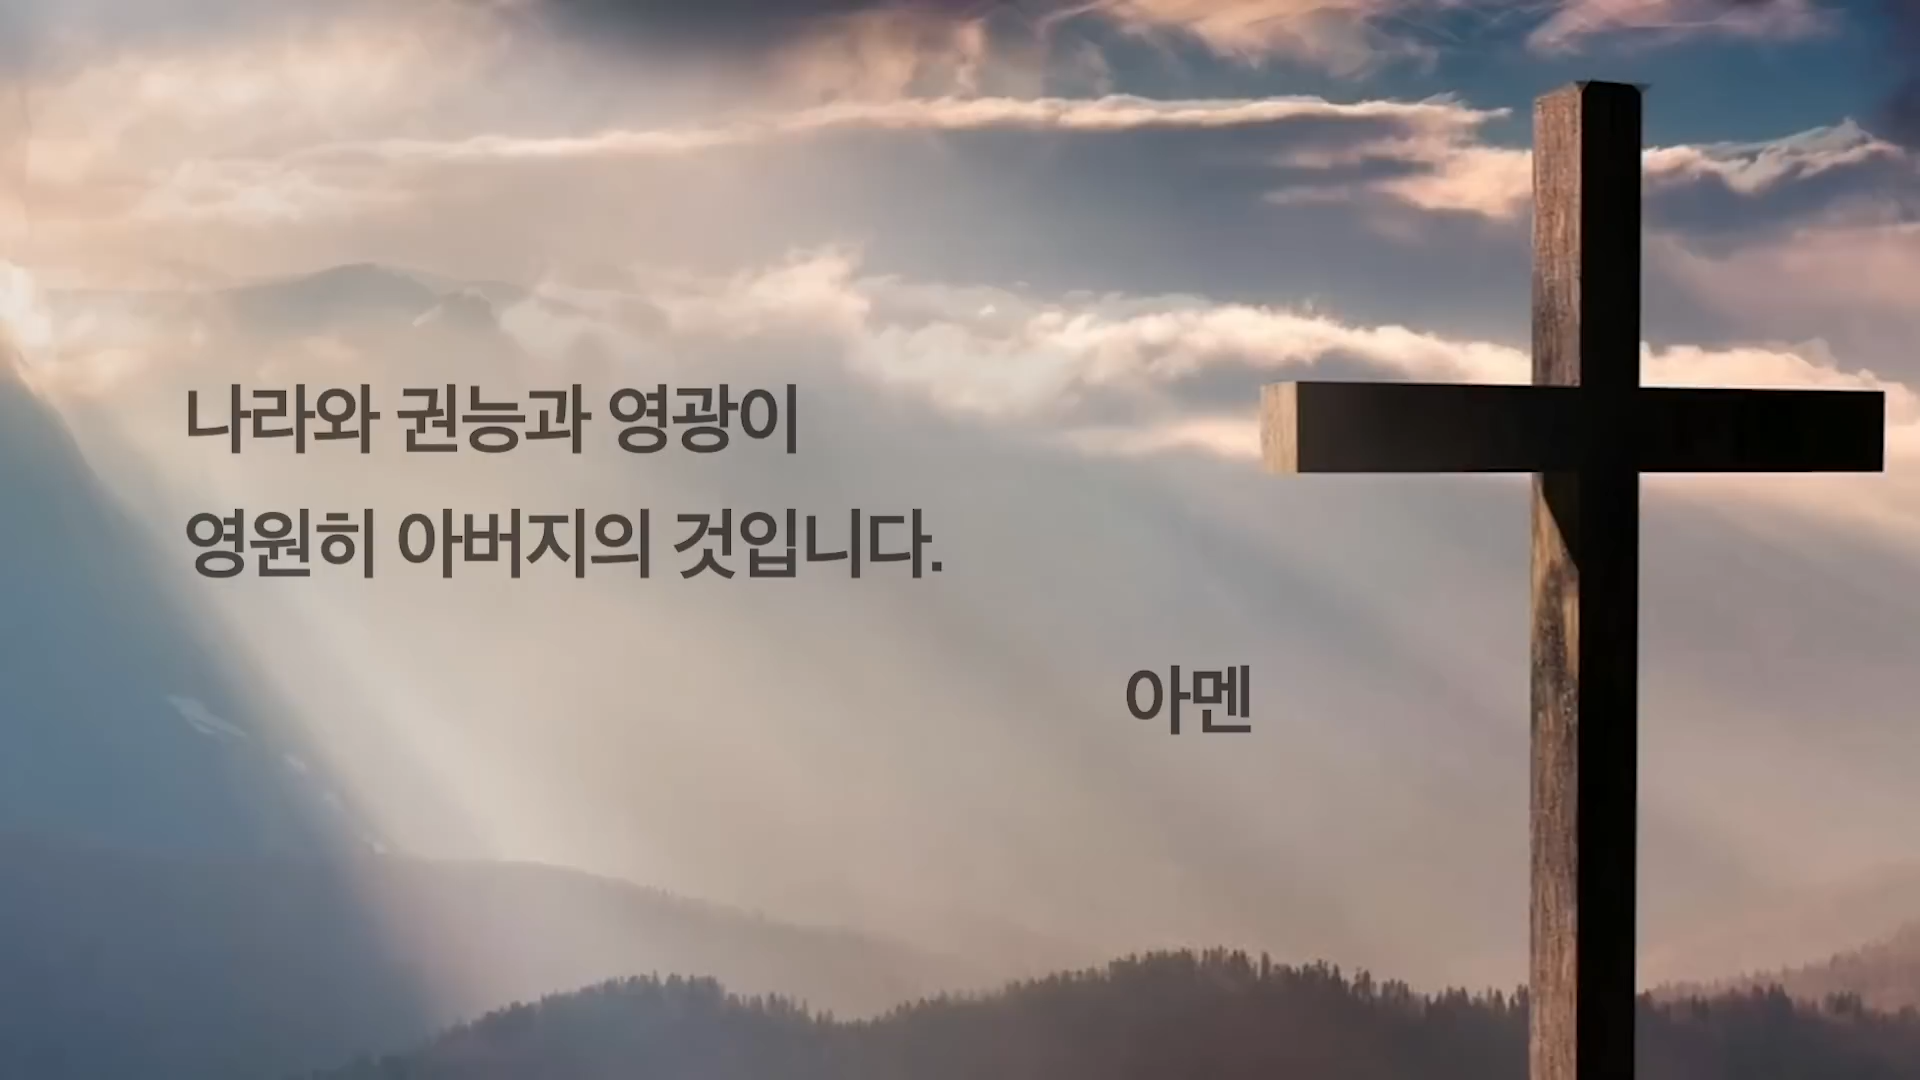 나라와 권능과 영광이
영원히 아버지의 것입니다.
아멘